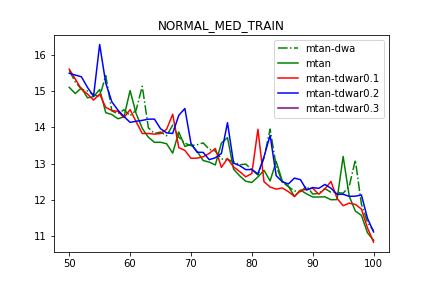 NORMAL_MED_TRAIN
mtan-dwa
mtan
mtan-tdwar0.1
mtan-tdwar0.2
mtan-tdwar0.3
16
15
14
13
12
11
50 60 70 80 90 100